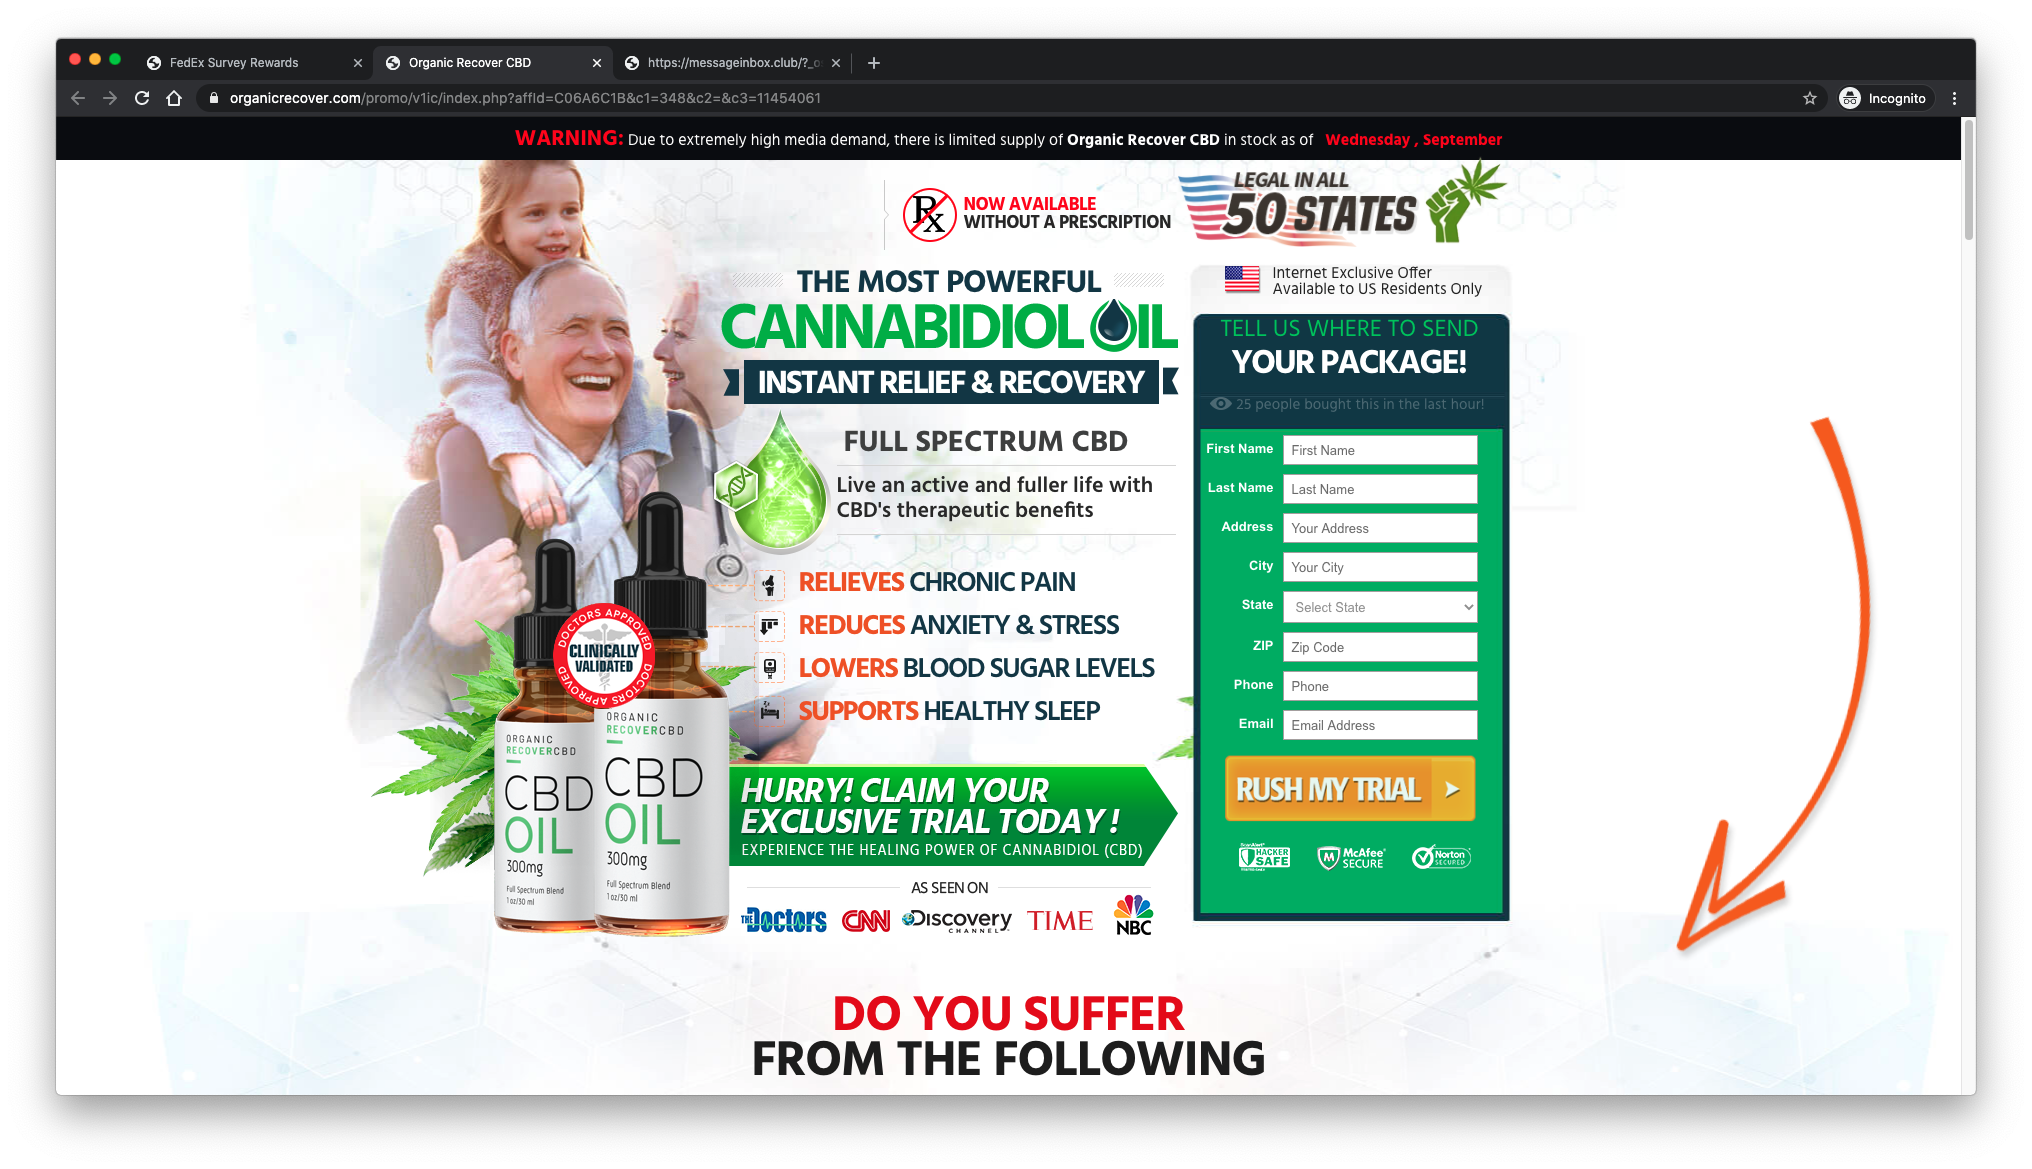 FedEx Survey Rewards
Organic Recover CBD
https://messageinbox.club/?_o
organicrecover.com/promo/v1ic/index.php?affId=C06A6C1B&c1=348&c2=&c3=11454061
Incognito
WARNING: Due to extremely high media demand, there is limited supply of Organic Recover CBD in stock as of Wednesday , September
Rx
NOW AVAILABLE
WITHOUT A PRESCRIPTION
LEGAL IN ALL
50 STATES
THE MOST POWERFUL
CANNABIDIOL OIL
INSTANT RELIEF & RECOVERY
FULL SPECTRUM CBD
Live an active and fuller life with
CBD's therapeutic benefits
RELIEVES CHRONIC PAIN
REDUCES ANXIETY & STRESS
LOWERS BLOOD SUGAR LEVELS
SUPPORTS HEALTHY SLEEP
DOCTORS APPROVED
CLINICALLY
VALIDATED
DOCTORS APPROVED
ORGANIC
RECOVERCBD
CBD
OIL
300mg
Full Spectrum Blend
1 oz/30 ml
ORGANIC
RECOVERCBD
CBD
OIL
300mg
Full Spectrum Blend
1 oz/30 ml
HURRY! CLAIM YOUR
EXCLUSIVE TRIAL TODAY !
EXPERIENCE THE HEALING POWER OF CANNABIDIOL (CBD)
AS SEEN ON
THE Doctors
CNN
Discovery
CHANNEL
TIME
NBC
Internet Exclusive Offer
Available to US Residents Only
TELL US WHERE TO SEND
YOUR PACKAGE!
25 people bought this in the last hour!
First Name First Name
Last Name Last Name
Address Your Address
City Your City
State Select State
ZIP Zip Code
Phone Phone
Email Email Address
RUSH MY TRIAL
HACKER
SAFE
McAfee
SECURE
Norton
SECURED
DO YOU SUFFER
FROM THE FOLLOWING